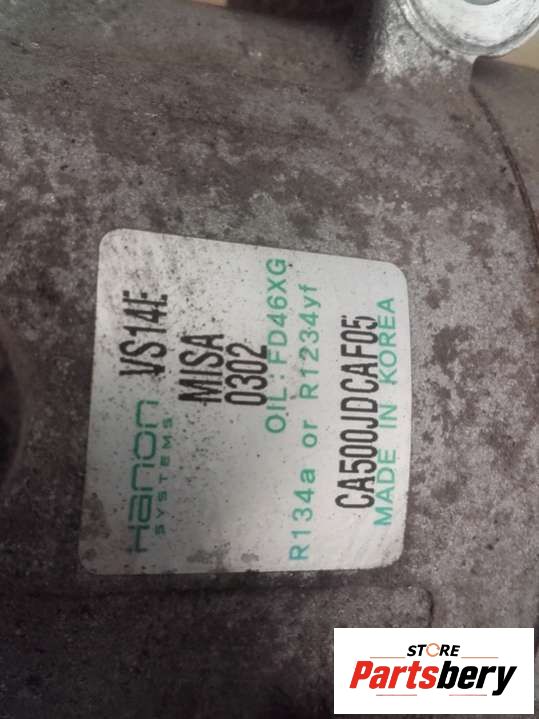 Hanon
SYSTEMS
VS14E
MISA
0302
OIL : FD46XG
R134a or R1234yf
CA500JDCAF05
MADE IN KOREA
STORE
Partsbery